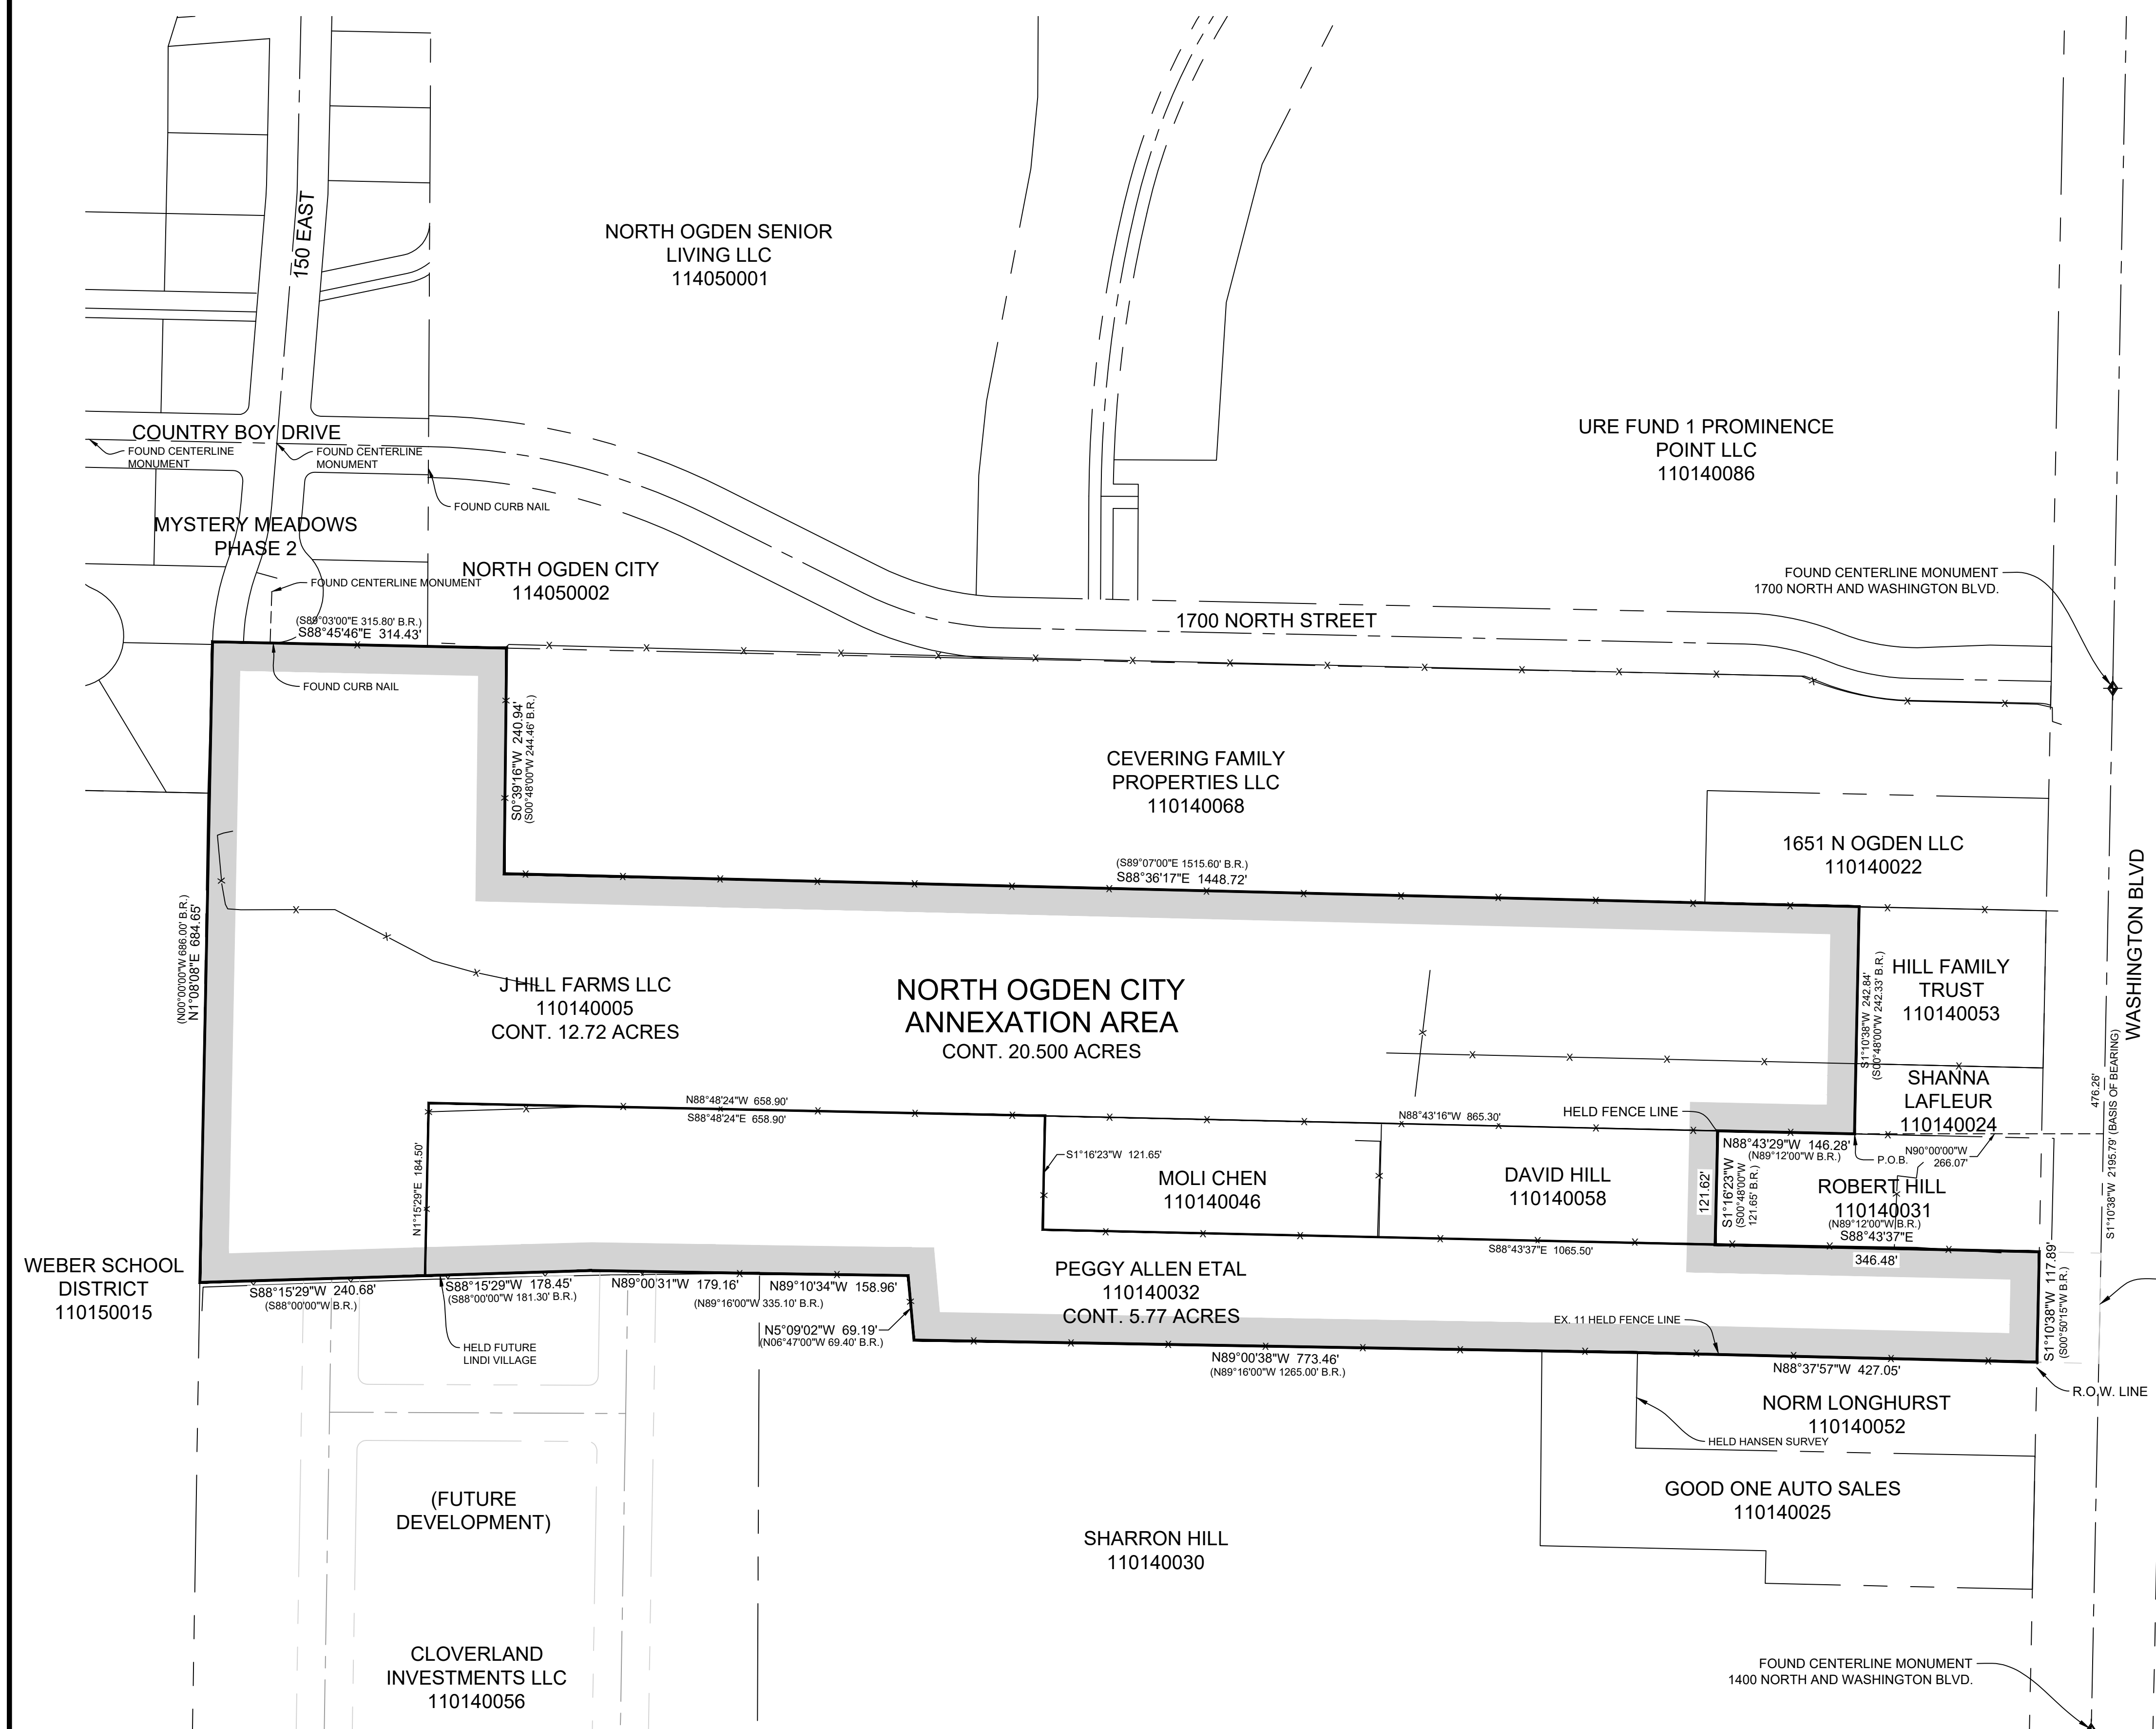 150 EAST
NORTH OGDEN SENIOR
LIVING LLC
114050001
URE FUND 1 PROMINENCE
POINT LLC
110140086
COUNTRY BOY DRIVE
FOUND CENTERLINE
MONUMENT
FOUND CENTERLINE
MONUMENT
FOUND CURB NAIL
MYSTERY MEADOWS
PHASE 2
FOUND CENTERLINE MONUMENT
NORTH OGDEN CITY
114050002
FOUND CENTERLINE MONUMENT
1700 NORTH AND WASHINGTON BLVD.
1700 NORTH STREET
(S89°03'00"E 315.80' B.R.)
S88°45'46"E 314.43'
FOUND CURB NAIL
S0°39'16"W 240.94'
(S00°48'00"W 244.46' B.R.)
CEVERING FAMILY
PROPERTIES LLC
110140068
1651 N OGDEN LLC
110140022
(S89°07'00"E 1515.60' B.R.)
S88°36'17"E 1448.72'
WASHINGTON BLVD
(N00°00'00"W 686.00' B.R.)
N1°08'08"E 684.65'
J HILL FARMS LLC
110140005
CONT. 12.72 ACRES
NORTH OGDEN CITY
ANNEXATION AREA
CONT. 20.500 ACRES
S1°10'38"W 242.84'
(S00°48'00"W 242.33' B.R.)
HILL FAMILY
TRUST
110140053
SHANNA
LAFLEUR
110140024
476.26'
S1°10'38"W 2195.79' (BASIS OF BEARING)
N88°48'24"W 658.90'
S88°48'24"E 658.90'
N88°43'16"W 865.30'
HELD FENCE LINE
N88°43'29"W 146.28'
(N89°12'00"W B.R.)
P.O.B.
N90°00'00"W
266.07'
N1°15'29"E 184.50'
S1°16'23"W 121.65'
MOLI CHEN
110140046
DAVID HILL
110140058
121.62'
S1°16'23"W
(S00°48'00"W
121.65' B.R.)
ROBERT HILL
110140031
(N89°12'00"W B.R.)
S88°43'37"E
346.48'
S88°43'37"E 1065.50'
WEBER SCHOOL
DISTRICT
110150015
S88°15'29"W 240.68'
(S88°00'00"W B.R.)
S88°15'29"W 178.45'
(S88°00'00"W 181.30' B.R.)
N89°00'31"W 179.16'
N89°10'34"W 158.96'
(N89°16'00"W 335.10' B.R.)
PEGGY ALLEN ETAL
110140032
CONT. 5.77 ACRES
N5°09'02"W 69.19'
(N06°47'00"W 69.40' B.R.)
HELD FUTURE
LINDI VILLAGE
EX. 11 HELD FENCE LINE
S1°10'38"W 117.89'
(S00°50'15"W B.R.)
N89°00'38"W 773.46'
(N89°16'00"W 1265.00' B.R.)
N88°37'57"W 427.05'
R.O.W. LINE
NORM LONGHURST
110140052
HELD HANSEN SURVEY
GOOD ONE AUTO SALES
110140025
(FUTURE
DEVELOPMENT)
SHARRON HILL
110140030
CLOVERLAND
INVESTMENTS LLC
110140056
FOUND CENTERLINE MONUMENT
1400 NORTH AND WASHINGTON BLVD.